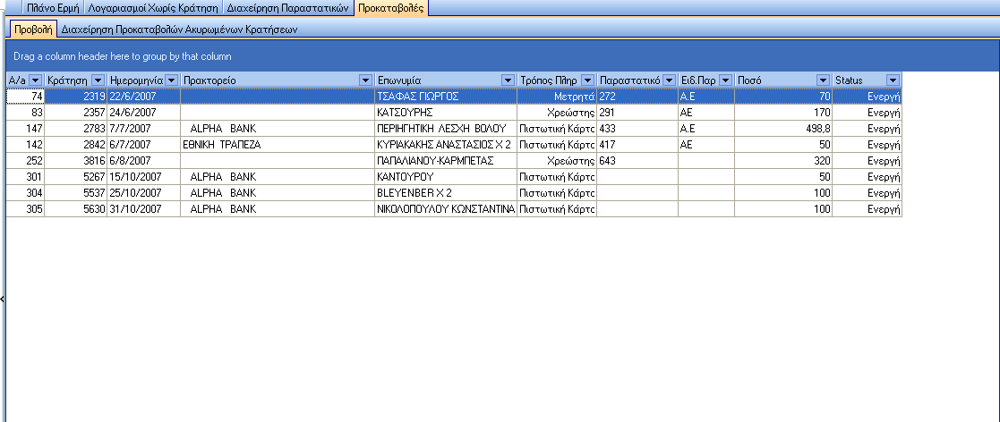 Πλάνο Ερμή Λογαριασμοί Χωρίς Κράτηση Διαχείρηση Παραστατικών Προκαταβολές
Προβολή Διαχείρηση Προκαταβολών Ακυρωμένων Κρατήσεων
Drag a column header here to group by that column
Α/α Κράτηση Ημερομηνία Πρακτορείο Επωνυμία Τρόπος Πληρ Παραστατικό Ειδ.Παρ Ποσό Status
74 2319 22/6/2007 ΤΣΑΦΑΣ ΓΙΩΡΓΟΣ Μετρητά 272 Α.Ε 70 Ενεργή
83 2357 24/6/2007 ΚΑΤΣΟΥΡΗΣ Χρεώστης 291 ΑΕ 170 Ενεργή
147 2783 7/7/2007 ALPHA BANK ΠΕΡΙΗΓΗΤΙΚΗ ΛΕΣΧΗ ΒΟΛΟΥ Πιστωτική Κάρτα 433 Α.Ε 498,8 Ενεργή
142 2842 6/7/2007 ΕΘΝΙΚΗ ΤΡΑΠΕΖΑ ΚΥΡΙΑΚΑΚΗΣ ΑΝΑΣΤΑΣΙΟΣ Χ 2 Πιστωτική Κάρτα 417 ΑΕ 50 Ενεργή
252 3816 6/8/2007 ΠΑΠΑΛΙΑΝΟΥ-ΚΑΡΜΠΕΤΑΣ Χρεώστης 643 320 Ενεργή
301 5267 15/10/2007 ALPHA BANK ΚΑΝΤΟΥΡΟΥ Πιστωτική Κάρτα 50 Ενεργή
304 5537 25/10/2007 ALPHA BANK BLEYENBER X 2 Πιστωτική Κάρτα 100 Ενεργή
305 5630 31/10/2007 ALPHA BANK ΝΙΚΟΛΟΠΟΥΛΟΥ ΚΩΝΣΤΑΝΤΙΝΑ Πιστωτική Κάρτα 100 Ενεργή